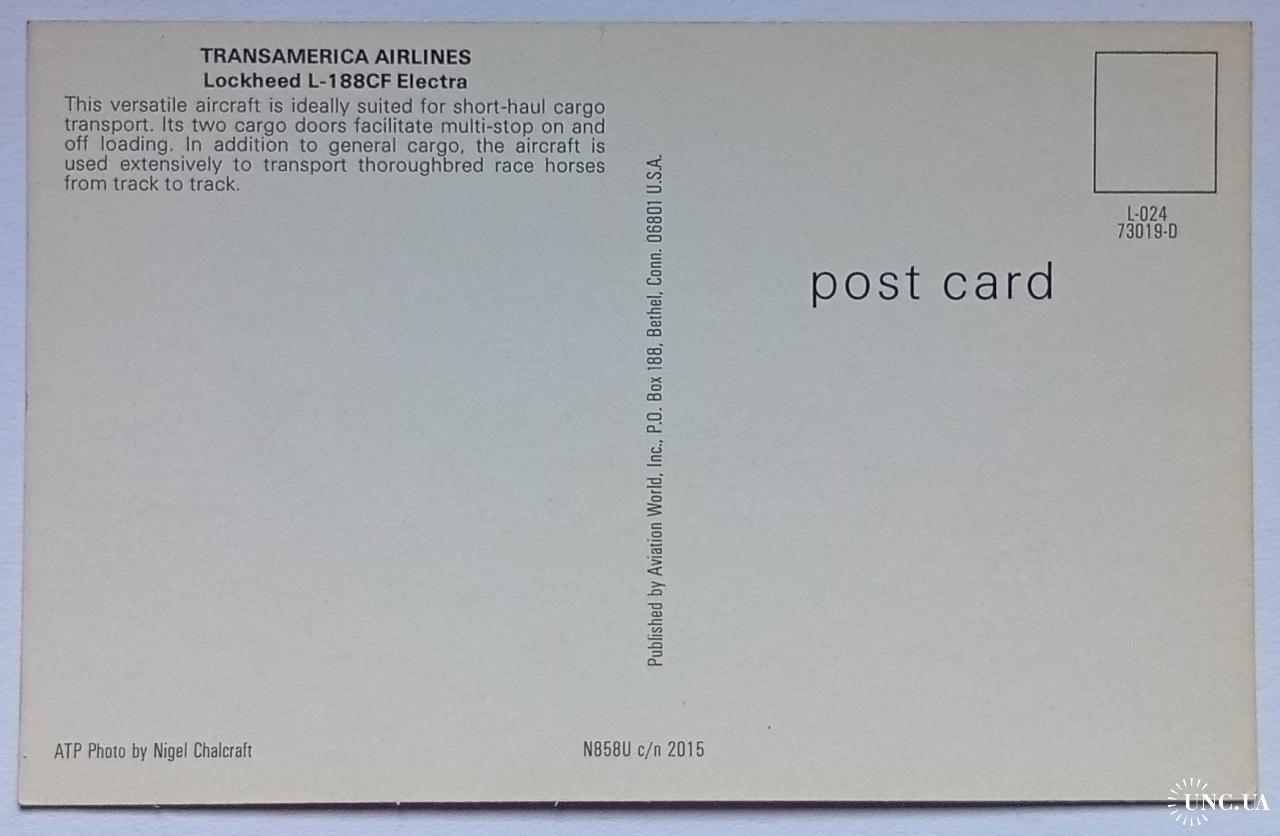 TRANSAMERICA AIRLINES
Lockheed L-188CF Electra
This versatile aircraft is ideally suited for short-haul cargo
transport. Its two cargo doors facilitate multi-stop on and
off loading. In addition to general cargo, the aircraft is
used extensively to transport thoroughbred race horses
from track to track.
Published by Aviation World, Inc., P.O. Box 188, Bethel, Conn. 06801 U.S.A.
L-024
73019-D
post card
ATP Photo by Nigel Chalcraft
N858U c/n 2015
UNC.UA